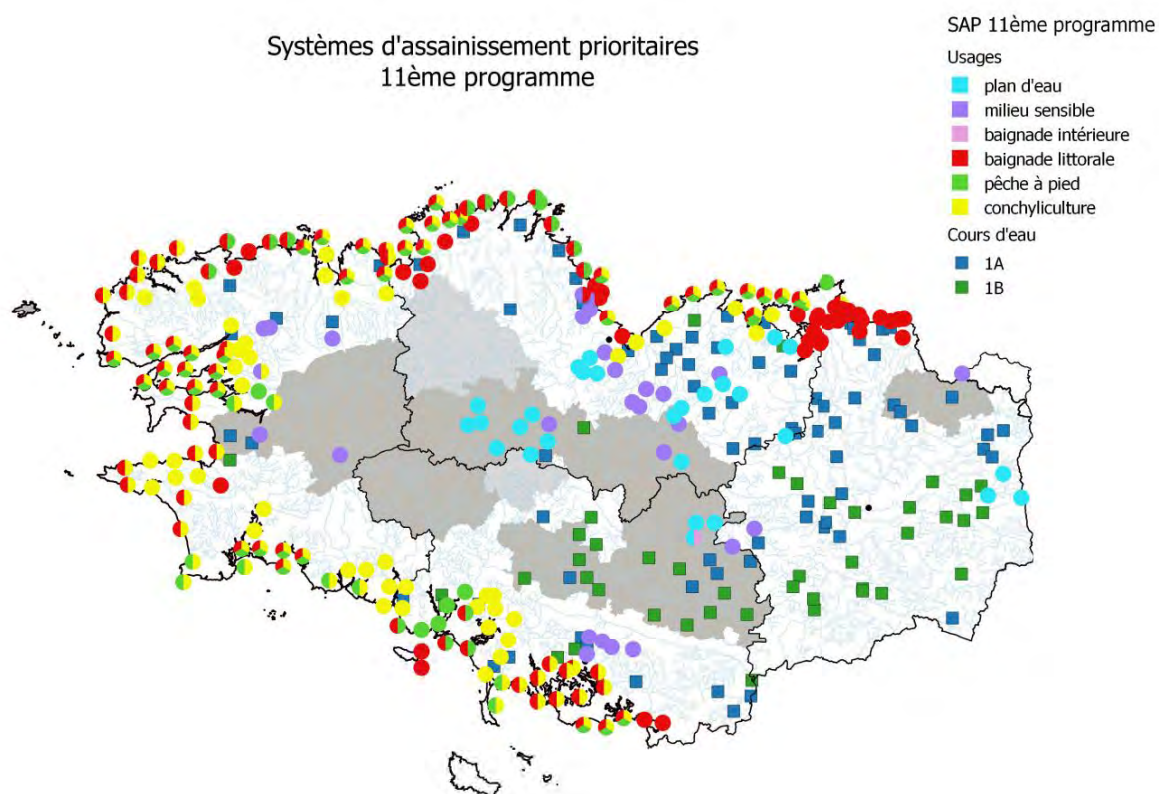 Systèmes d'assainissement prioritaires
11ème programme
SAP 11ème programme
Usages
plan d'eau
milieu sensible
baignade intérieure
baignade littorale
pêche à pied
conchyliculture
Cours d'eau
1A
1B